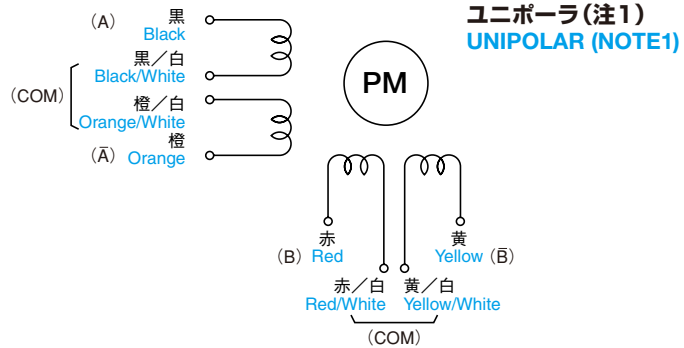 ユニポーラ(注1)
UNIPOLAR (NOTE1)
(A)
黒
Black
黒/白
Black/White
(COM)
橙/白
Orange/White
橙
(Ā) Orange
PM
赤
(B) Red
黄
Yellow (B̄)
赤/白
Red/White
黄/白
Yellow/White
(COM)